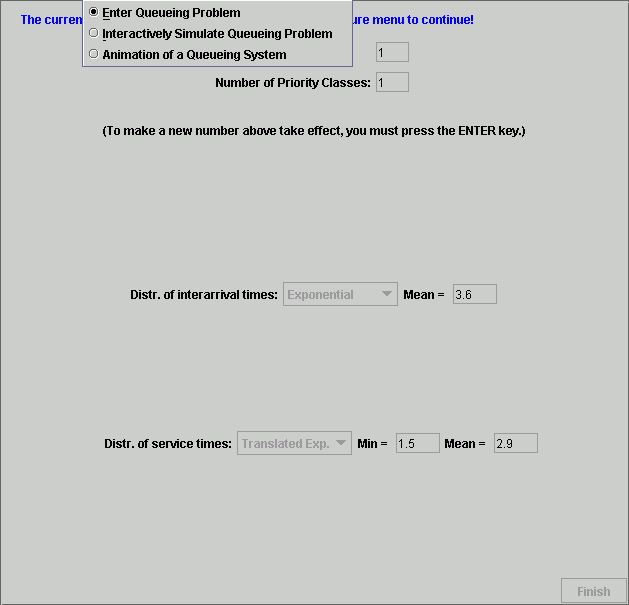 Enter Queueing Problem
The curren ure menu to continue!
Interactively Simulate Queueing Problem
Animation of a Queueing System
1
Number of Priority Classes: 1
(To make a new number above take effect, you must press the ENTER key.)
Distr. of interarrival times: Exponential Mean = 3.6
Distr. of service times: Translated Exp. Min = 1.5 Mean = 2.9
Finish